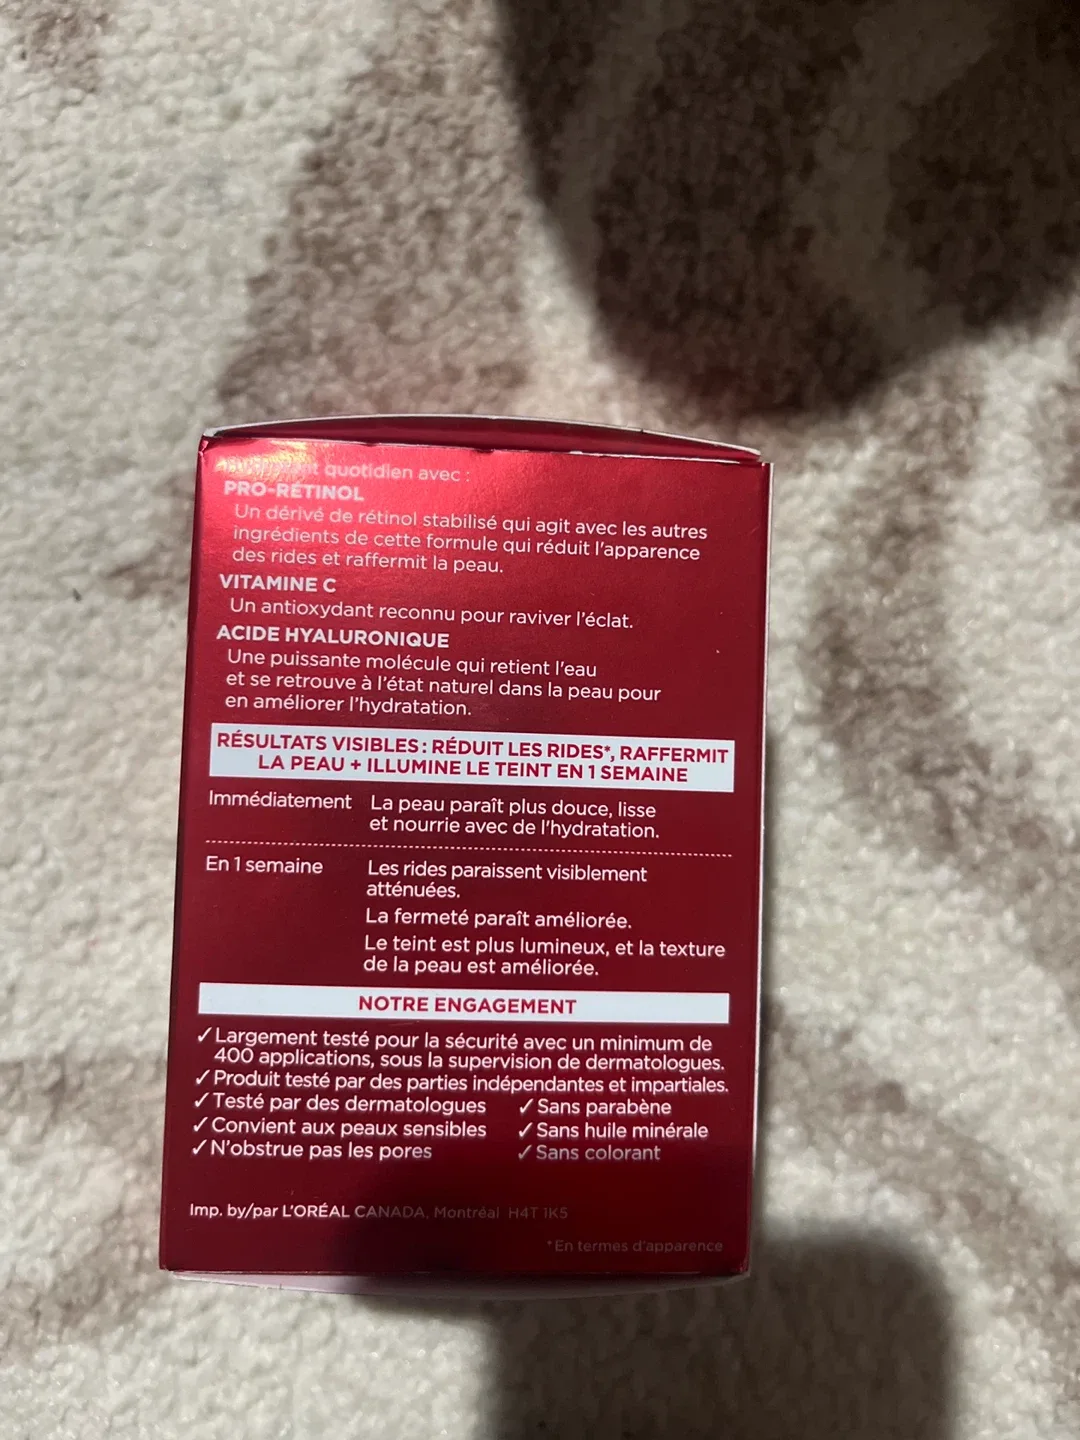 quotidien avec :
PRO-RÉTINOL
Un dérivé de rétinol stabilisé qui agit avec les autres
ingrédients de cette formule qui réduit l'apparence
des rides et raffermit la peau.
VITAMINE C
Un antioxydant reconnu pour raviver l'éclat.
ACIDE HYALURONIQUE
Une puissante molécule qui retient l'eau
et se retrouve à l'état naturel dans la peau pour
en améliorer l'hydratation.
RÉSULTATS VISIBLES : RÉDUIT LES RIDES*, RAFFERMIT
LA PEAU + ILLUMINE LE TEINT EN 1 SEMAINE
Immédiatement La peau paraît plus douce, lisse
et nourrie avec de l'hydratation.
En 1 semaine Les rides paraissent visiblement
atténuées.
La fermeté paraît améliorée.
Le teint est plus lumineux, et la texture
de la peau est améliorée.
NOTRE ENGAGEMENT
✓ Largement testé pour la sécurité avec un minimum de
400 applications, sous la supervision de dermatologues.
✓ Produit testé par des parties indépendantes et impartiales.
✓ Testé par des dermatologues ✓ Sans parabène
✓ Convient aux peaux sensibles ✓ Sans huile minérale
✓ N'obstrue pas les pores ✓ Sans colorant
Imp. by/par L'ORÉAL CANADA, Montréal H4T 1K5
*En termes d'apparence